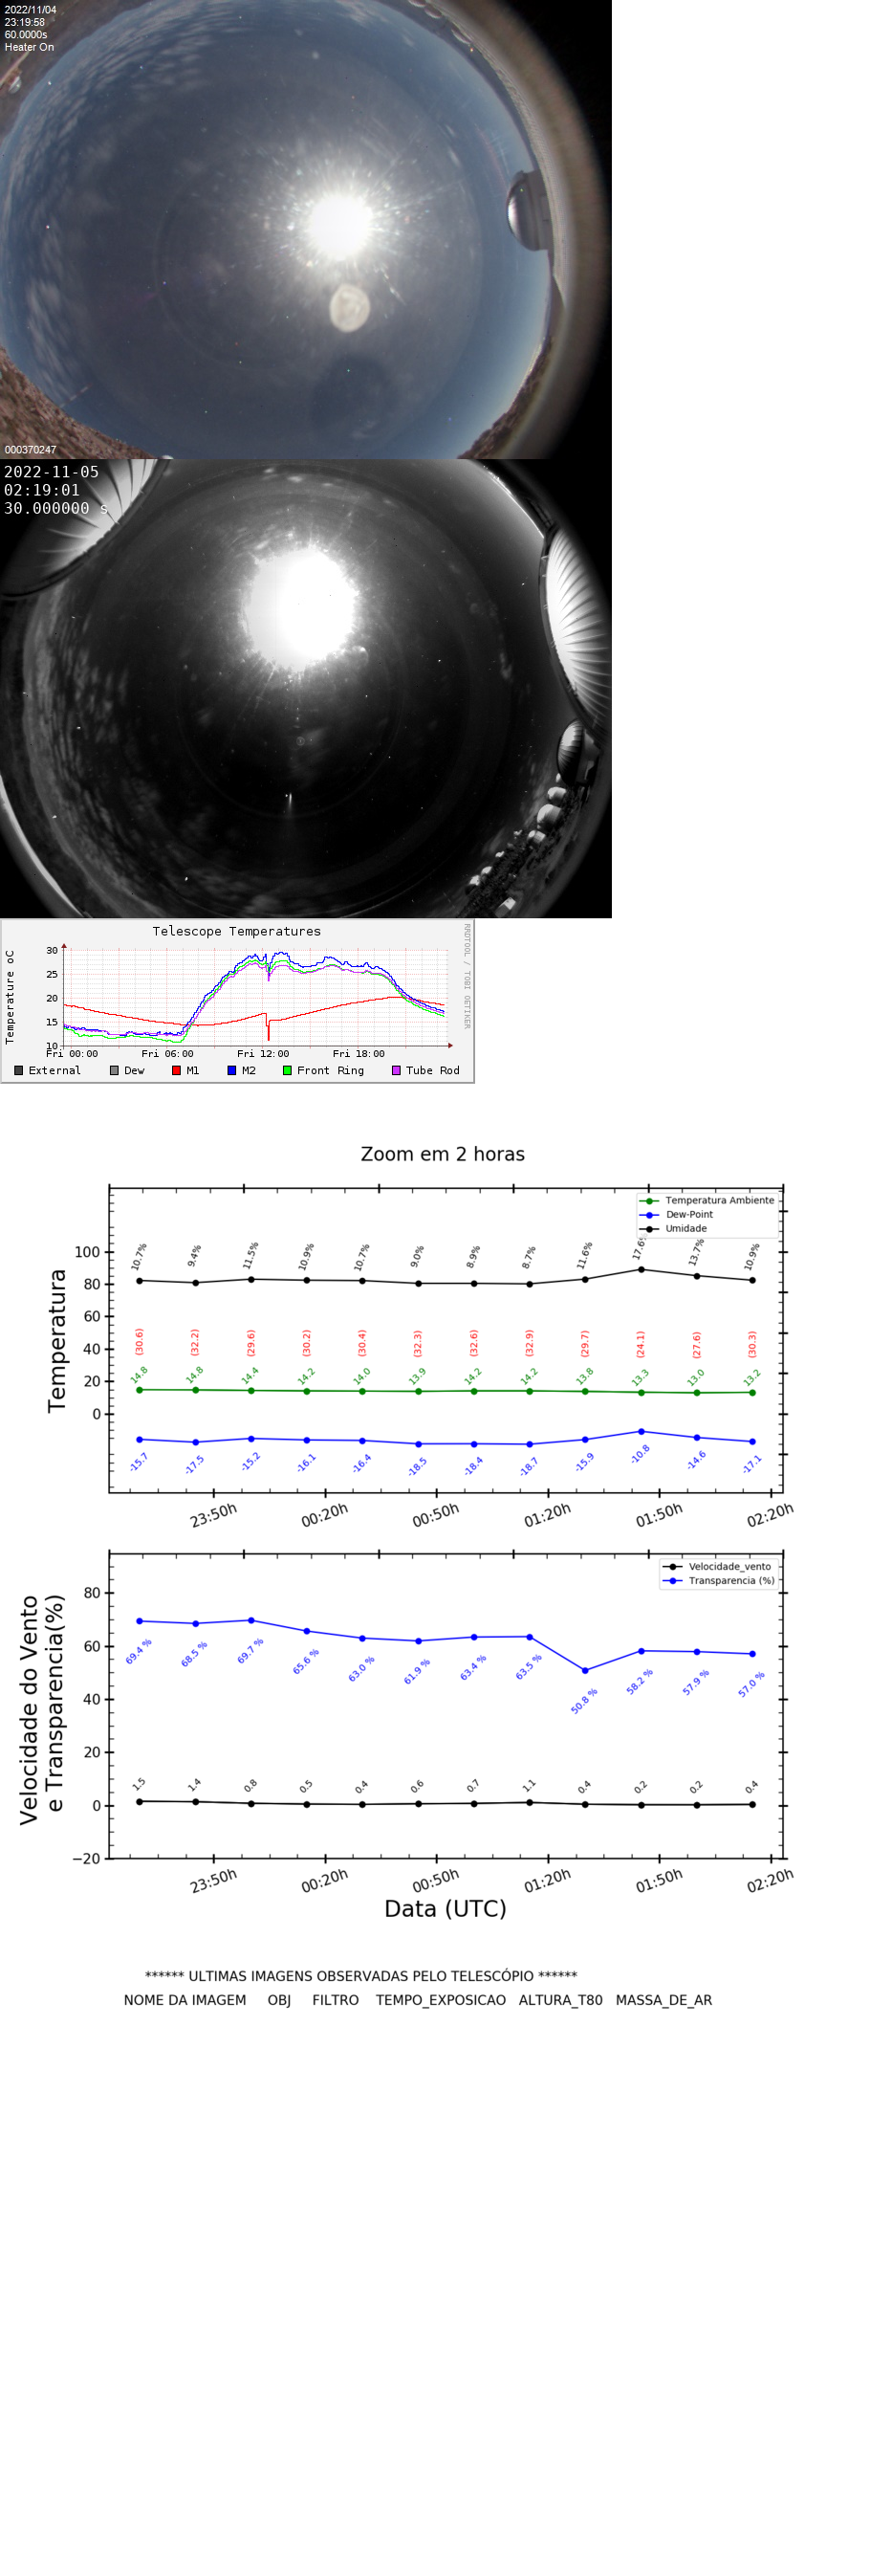 2022/11/04
23:19:58
60.0000s
Heater On
000370247
2022-11-05
02:19:01
30.000000 s
Telescope Temperatures
RRDTOOL / TOBI OETIKER
Temperature oC
30
25
20
15
10
Fri 00:00 Fri 06:00 Fri 12:00 Fri 18:00
External Dew M1 M2 Front Ring Tube Rod
Zoom em 2 horas
Temperatura Ambiente
Dew-Point
Umidade
Temperatura
100
80
60
40
20
0
10.7% 9.4% 11.5% 10.9% 10.7% 9.0% 8.9% 8.7% 11.6% 13.7% 10.9%
(30.6) (32.2) (29.6) (30.2) (30.4) (32.3) (32.6) (32.9) (29.7) (24.1) (27.6) (30.3)
14.8 14.8 14.4 14.2 14.0 13.9 14.2 14.2 13.8 13.3 13.0 13.2
-15.7 -17.5 -15.2 -16.1 -16.4 -18.5 -18.4 -18.7 -15.9 -10.8 -14.6 -17.1
23:50h 00:20h 00:50h 01:20h 01:50h 02:20h
Velocidade_vento
Transparencia (%)
Velocidade do Vento
e Transparencia(%)
80
60
40
20
0
−20
69.4 % 68.5 % 69.7 % 65.6 % 63.0 % 61.9 % 63.4 % 63.5 % 50.8 % 58.2 % 57.9 % 57.0 %
1.5 1.4 0.8 0.5 0.4 0.6 0.7 1.1 0.4 0.2 0.2 0.4
23:50h 00:20h 00:50h 01:20h 01:50h 02:20h
Data (UTC)
****** ULTIMAS IMAGENS OBSERVADAS PELO TELESCÓPIO ******
NOME DA IMAGEM OBJ FILTRO TEMPO_EXPOSICAO ALTURA_T80 MASSA_DE_AR